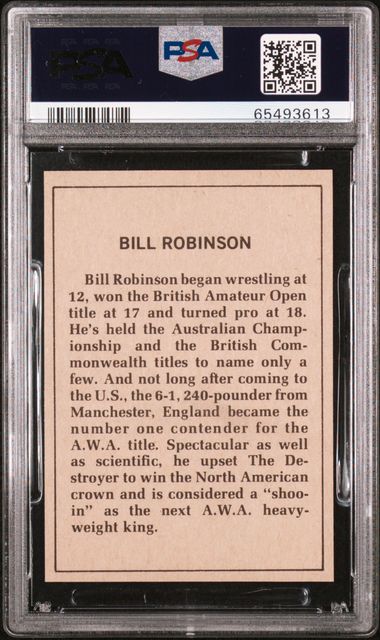 PSA
PSA
65493613
BILL ROBINSON
Bill Robinson began wrestling at
12, won the British Amateur Open
title at 17 and turned pro at 18.
He's held the Australian Champ-
ionship and the British Com-
monwealth titles to name only a
few. And not long after coming to
the U.S., the 6-1, 240-pounder from
Manchester, England became the
number one contender for the
A.W.A. title. Spectacular as well
as scientific, he upset The De-
stroyer to win the North American
crown and is considered a “shoo-
in” as the next A.W.A. heavy-
weight king.